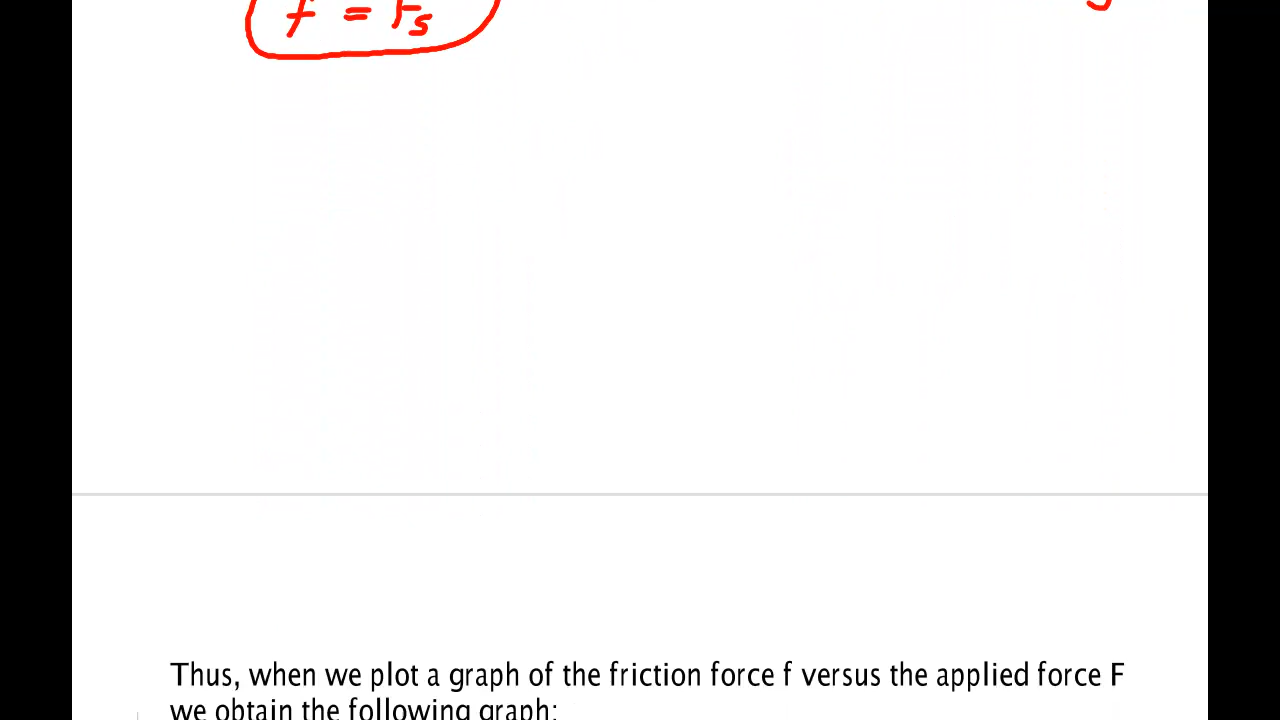 f = Fs
Thus, when we plot a graph of the friction force f versus the applied force F
we obtain the following graph: